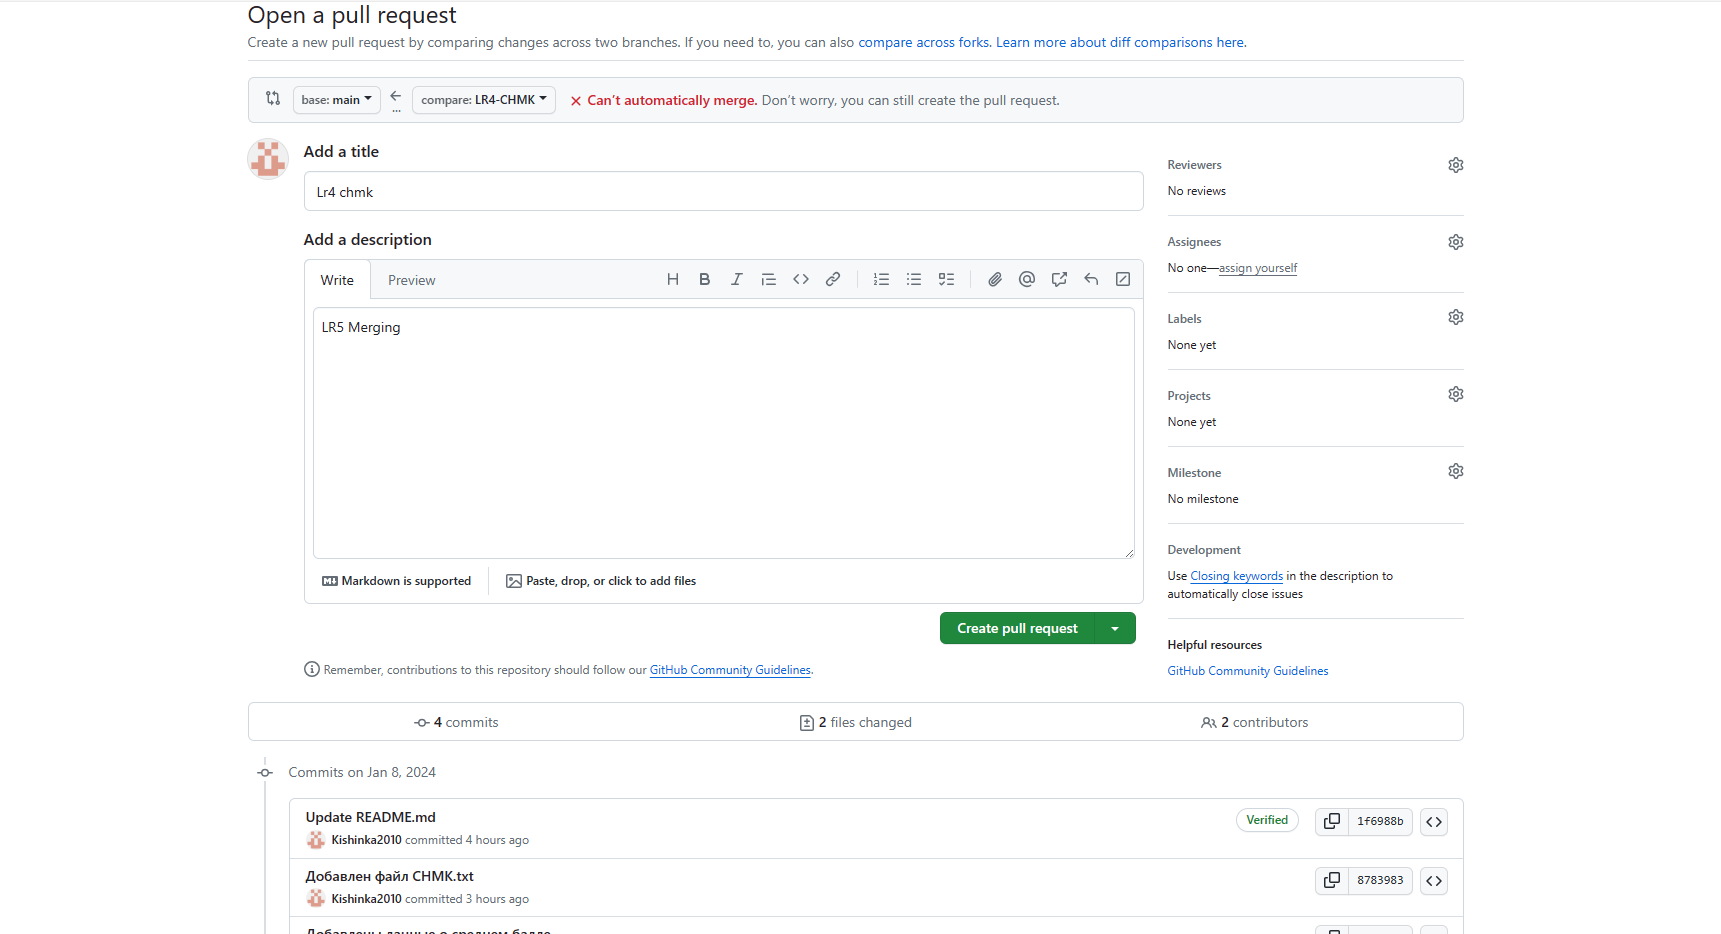 Open a pull request
Create a new pull request by comparing changes across two branches. If you need to, you can also compare across forks. Learn more about diff comparisons here.
base: main
...
compare: LR4-CHMK
Can’t automatically merge. Don’t worry, you can still create the pull request.
Add a title
Lr4 chmk
Add a description
Write
Preview
LR5 Merging
Markdown is supported
Paste, drop, or click to add files
Create pull request
Remember, contributions to this repository should follow our GitHub Community Guidelines.
Reviewers
No reviews
Assignees
No one—assign yourself
Labels
None yet
Projects
None yet
Milestone
No milestone
Development
Use Closing keywords in the description to
automatically close issues
Helpful resources
GitHub Community Guidelines
4 commits
2 files changed
2 contributors
Commits on Jan 8, 2024
Update README.md
Kishinka2010 committed 4 hours ago
Verified
1f6988b
Добавлен файл CHMK.txt
Kishinka2010 committed 3 hours ago
8783983
Добавлены данные о среднем балле